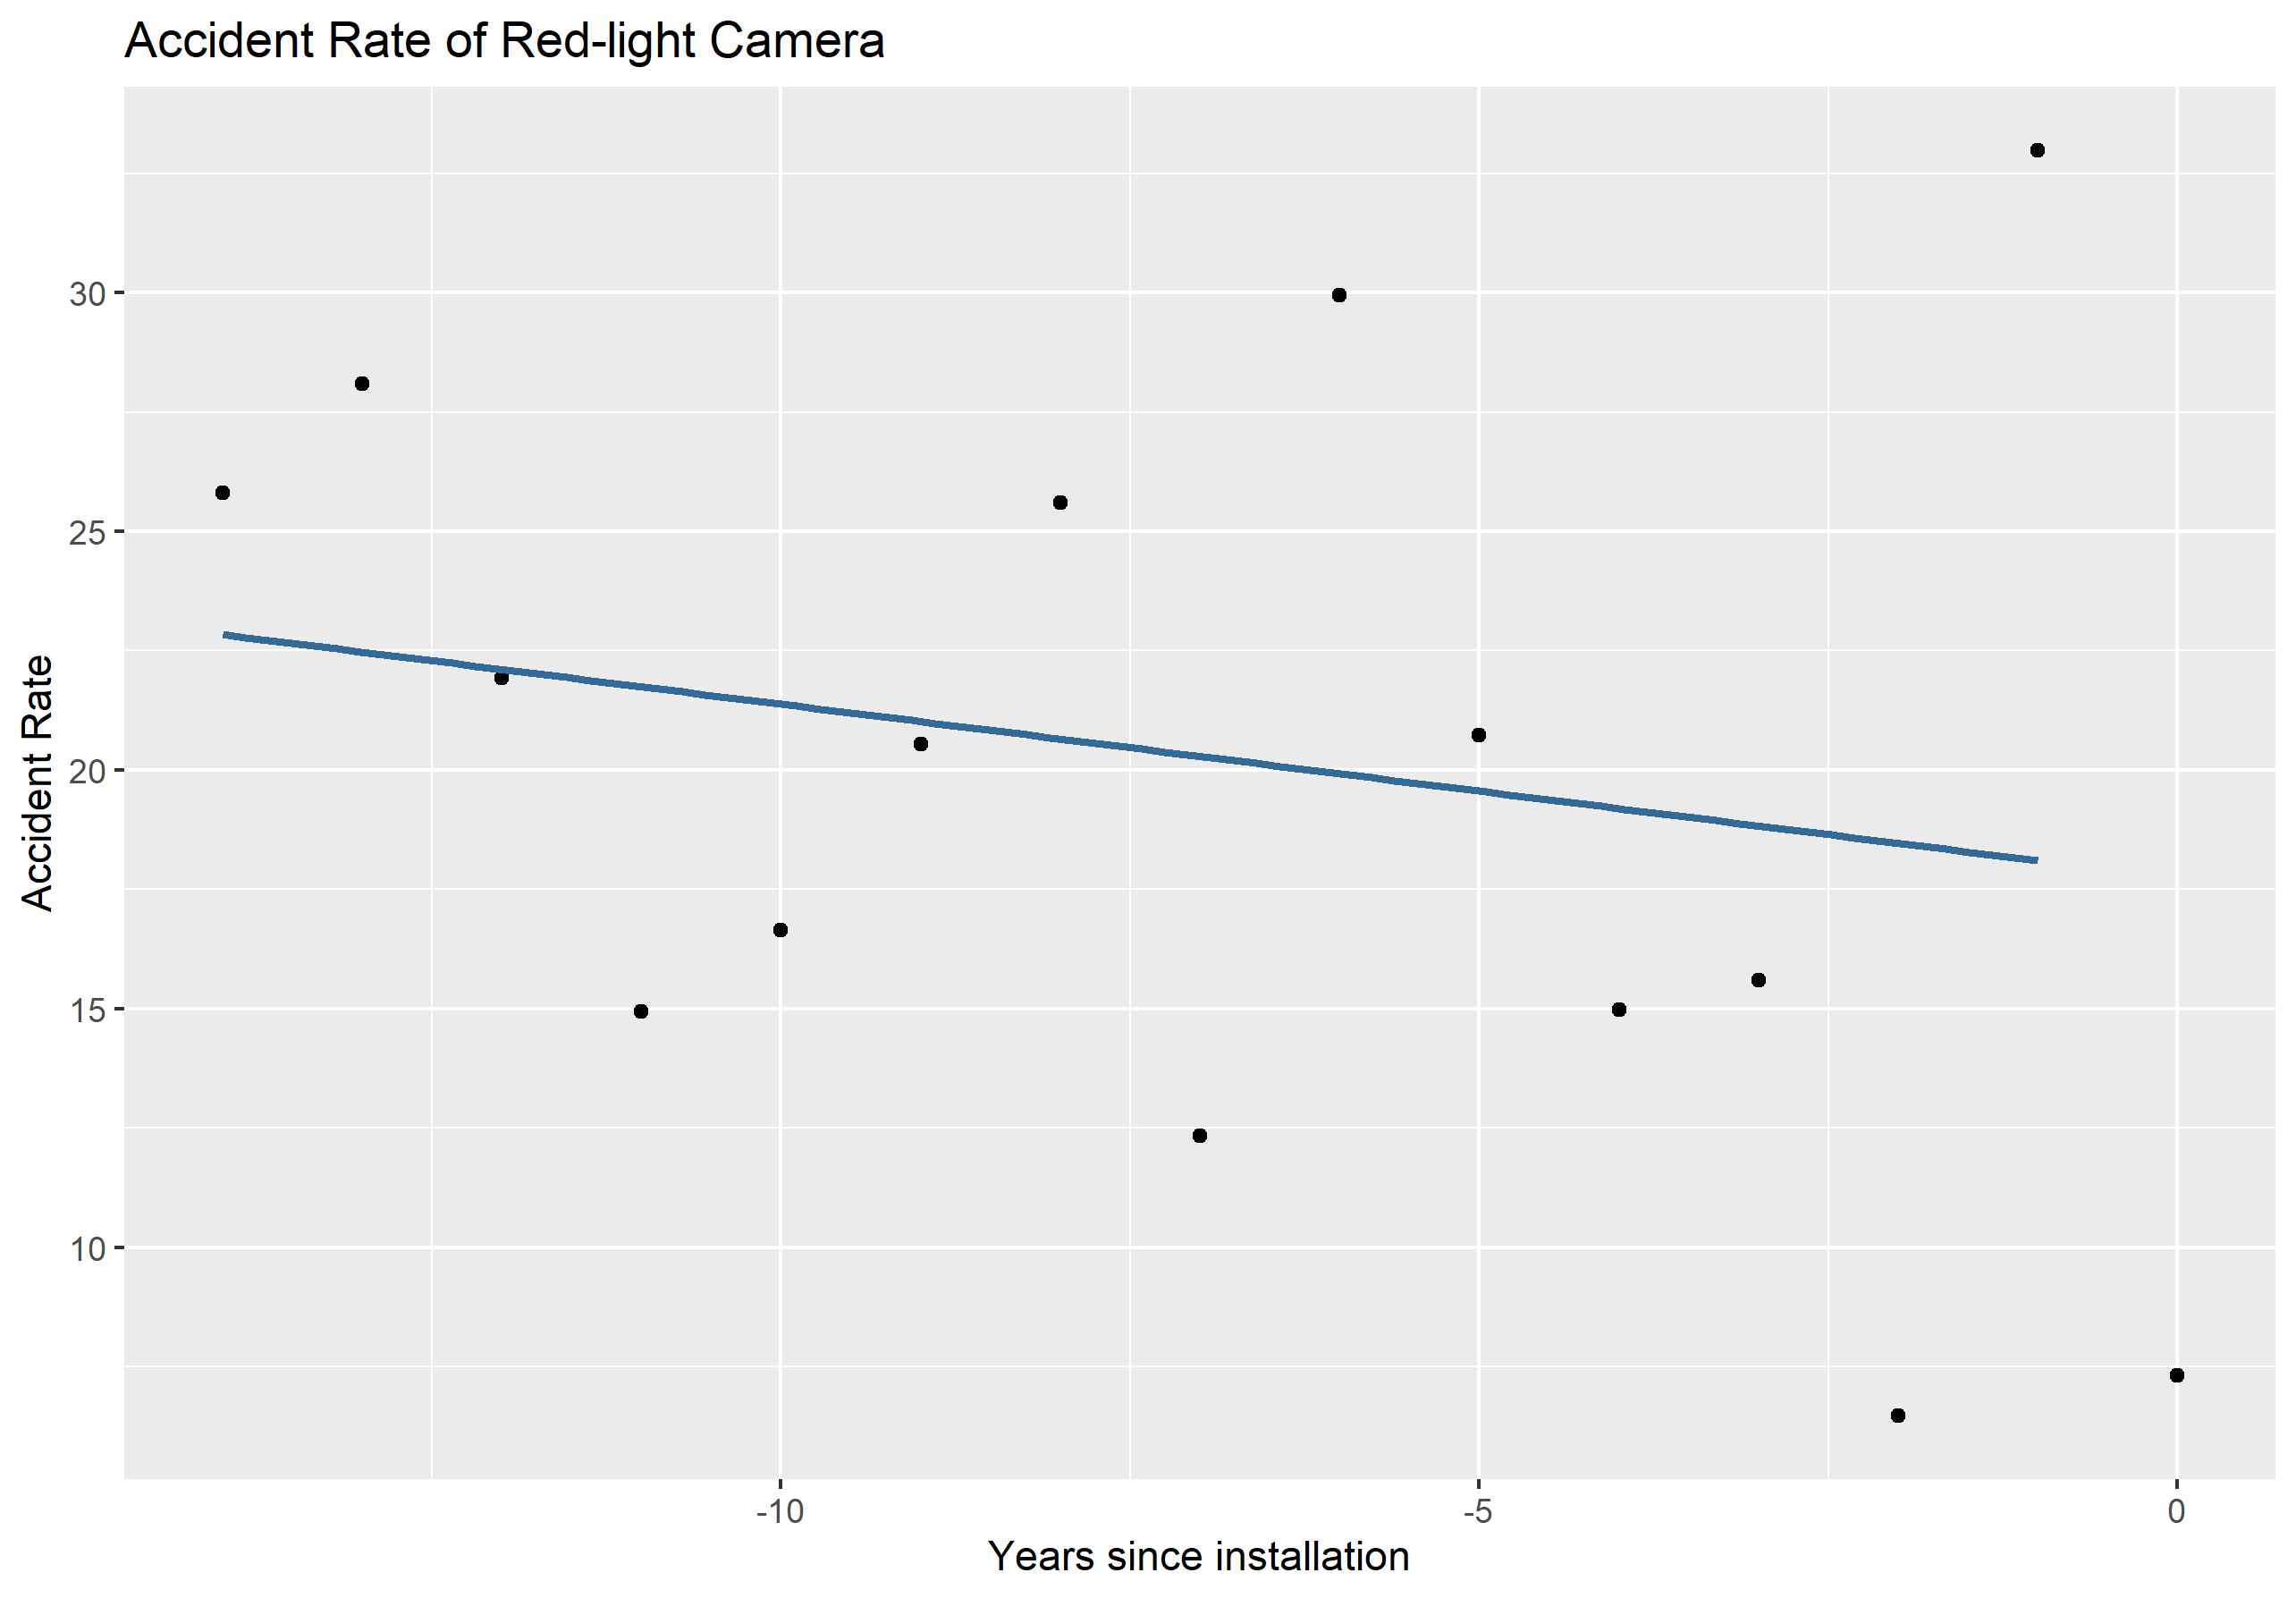 Accident Rate of Red-light Camera
30
25
20
15
10
Accident Rate
-10
-5
0
Years since installation